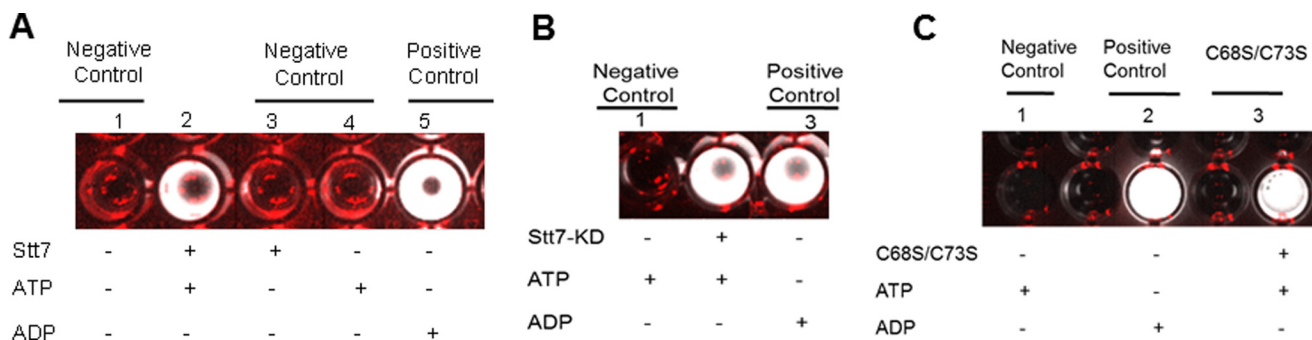 A
Negative
Control
Negative
Control
Positive
Control
1 2 3 4 5
Stt7 - + + - -
ATP - + - + -
ADP - - - - +
B
Negative
Control
Positive
Control
1 3
Stt7-KD - + -
ATP + + -
ADP - - +
C
Negative
Control
Positive
Control
C68S/C73S
1 2 3
C68S/C73S - - +
ATP + - +
ADP - + -